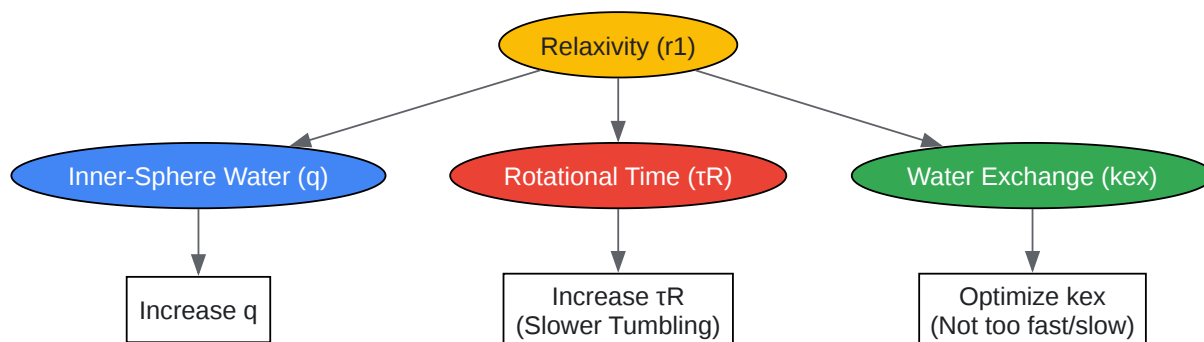 Relaxivity (r1)
Inner-Sphere Water (q)
Rotational Time (τR)
Water Exchange (kex)
Increase q
Increase τR
(Slower Tumbling)
Optimize kex
(Not too fast/slow)